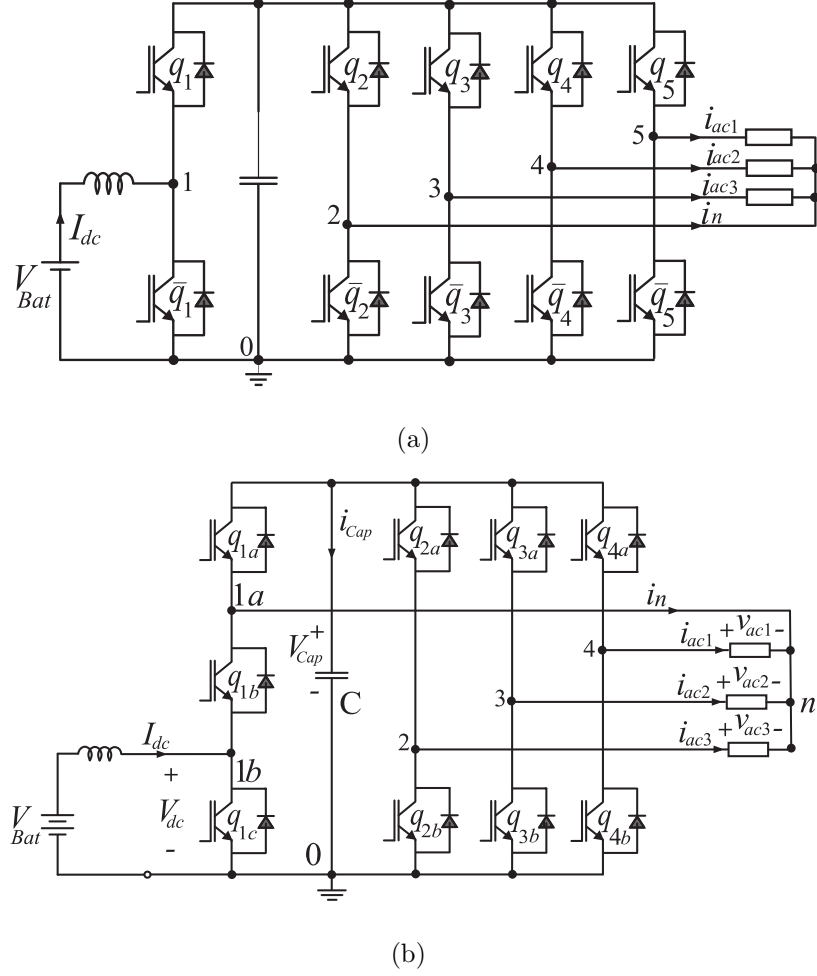 q1 q2 q3 q4 q5
5 iac1
4 iac2
1 3 iac3
2 in
Idc
VBat
q̅1 q̅2 q̅3 q̅4 q̅5
0
(a)
iCap
q1a q2a q3a q4a
1a in
VCap + - C
q1b
4 iac1 + vac1 -
3 iac2 + vac2 - n
2 iac3 + vac3 -
Idc
1b
+ Vdc -
VBat
q1c q2b q3b q4b
0
(b)